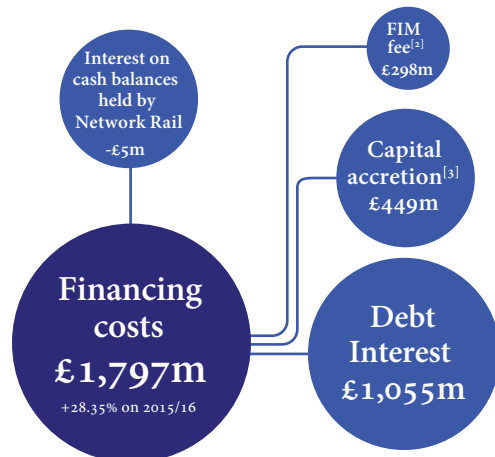 Interest on
cash balances
held by
Network Rail
-£5m
FIM
fee[2]
£298m
Capital
accretion[3]
£449m
Financing
costs
£1,797m
+28.35% on 2015/16
Debt
Interest
£1,055m